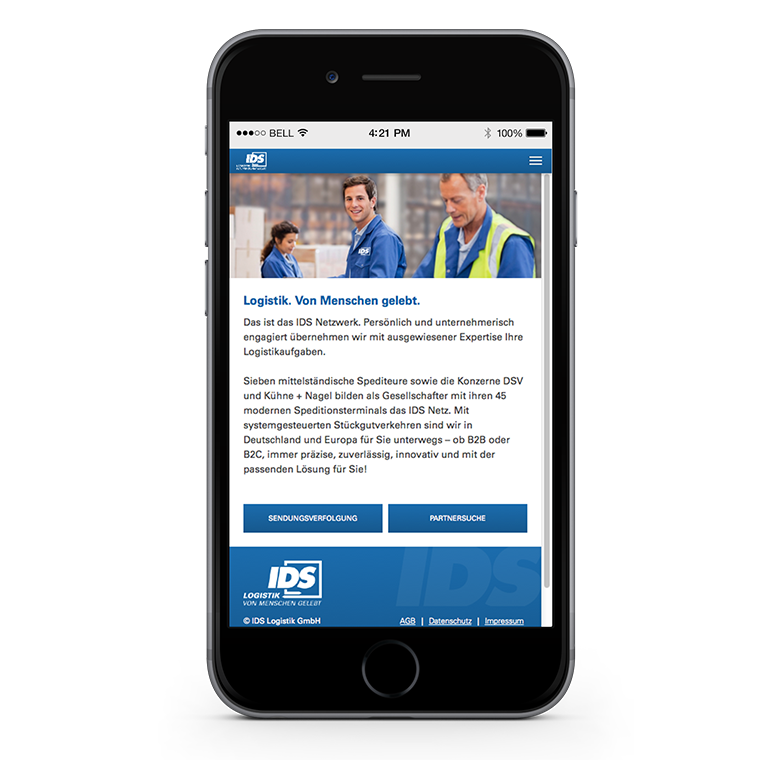 BELL
4:21 PM
100%
IDS
IDS
Logistik. Von Menschen gelebt.
Das ist das IDS Netzwerk. Persönlich und unternehmerisch
engagiert übernehmen wir mit ausgewiesener Expertise Ihre
Logistikaufgaben.
Sieben mittelständische Spediteure sowie die Konzerne DSV
und Kühne + Nagel bilden als Gesellschafter mit ihren 45
modernen Speditionsterminals das IDS Netz. Mit
systemgesteuerten Stückgutverkehren sind wir in
Deutschland und Europa für Sie unterwegs – ob B2B oder
B2C, immer präzise, zuverlässig, innovativ und mit der
passenden Lösung für Sie!
SENDUNGSVERFOLGUNG
PARTNERSUCHE
IDS
IDS
LOGISTIK
VON MENSCHEN GELEBT
© IDS Logistik GmbH
AGB | Datenschutz | Impressum